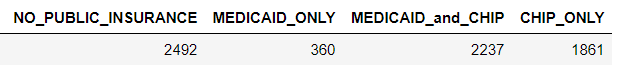 NO_PUBLIC_INSURANCE MEDICAID_ONLY MEDICAID_and_CHIP CHIP_ONLY
2492 360 2237 1861